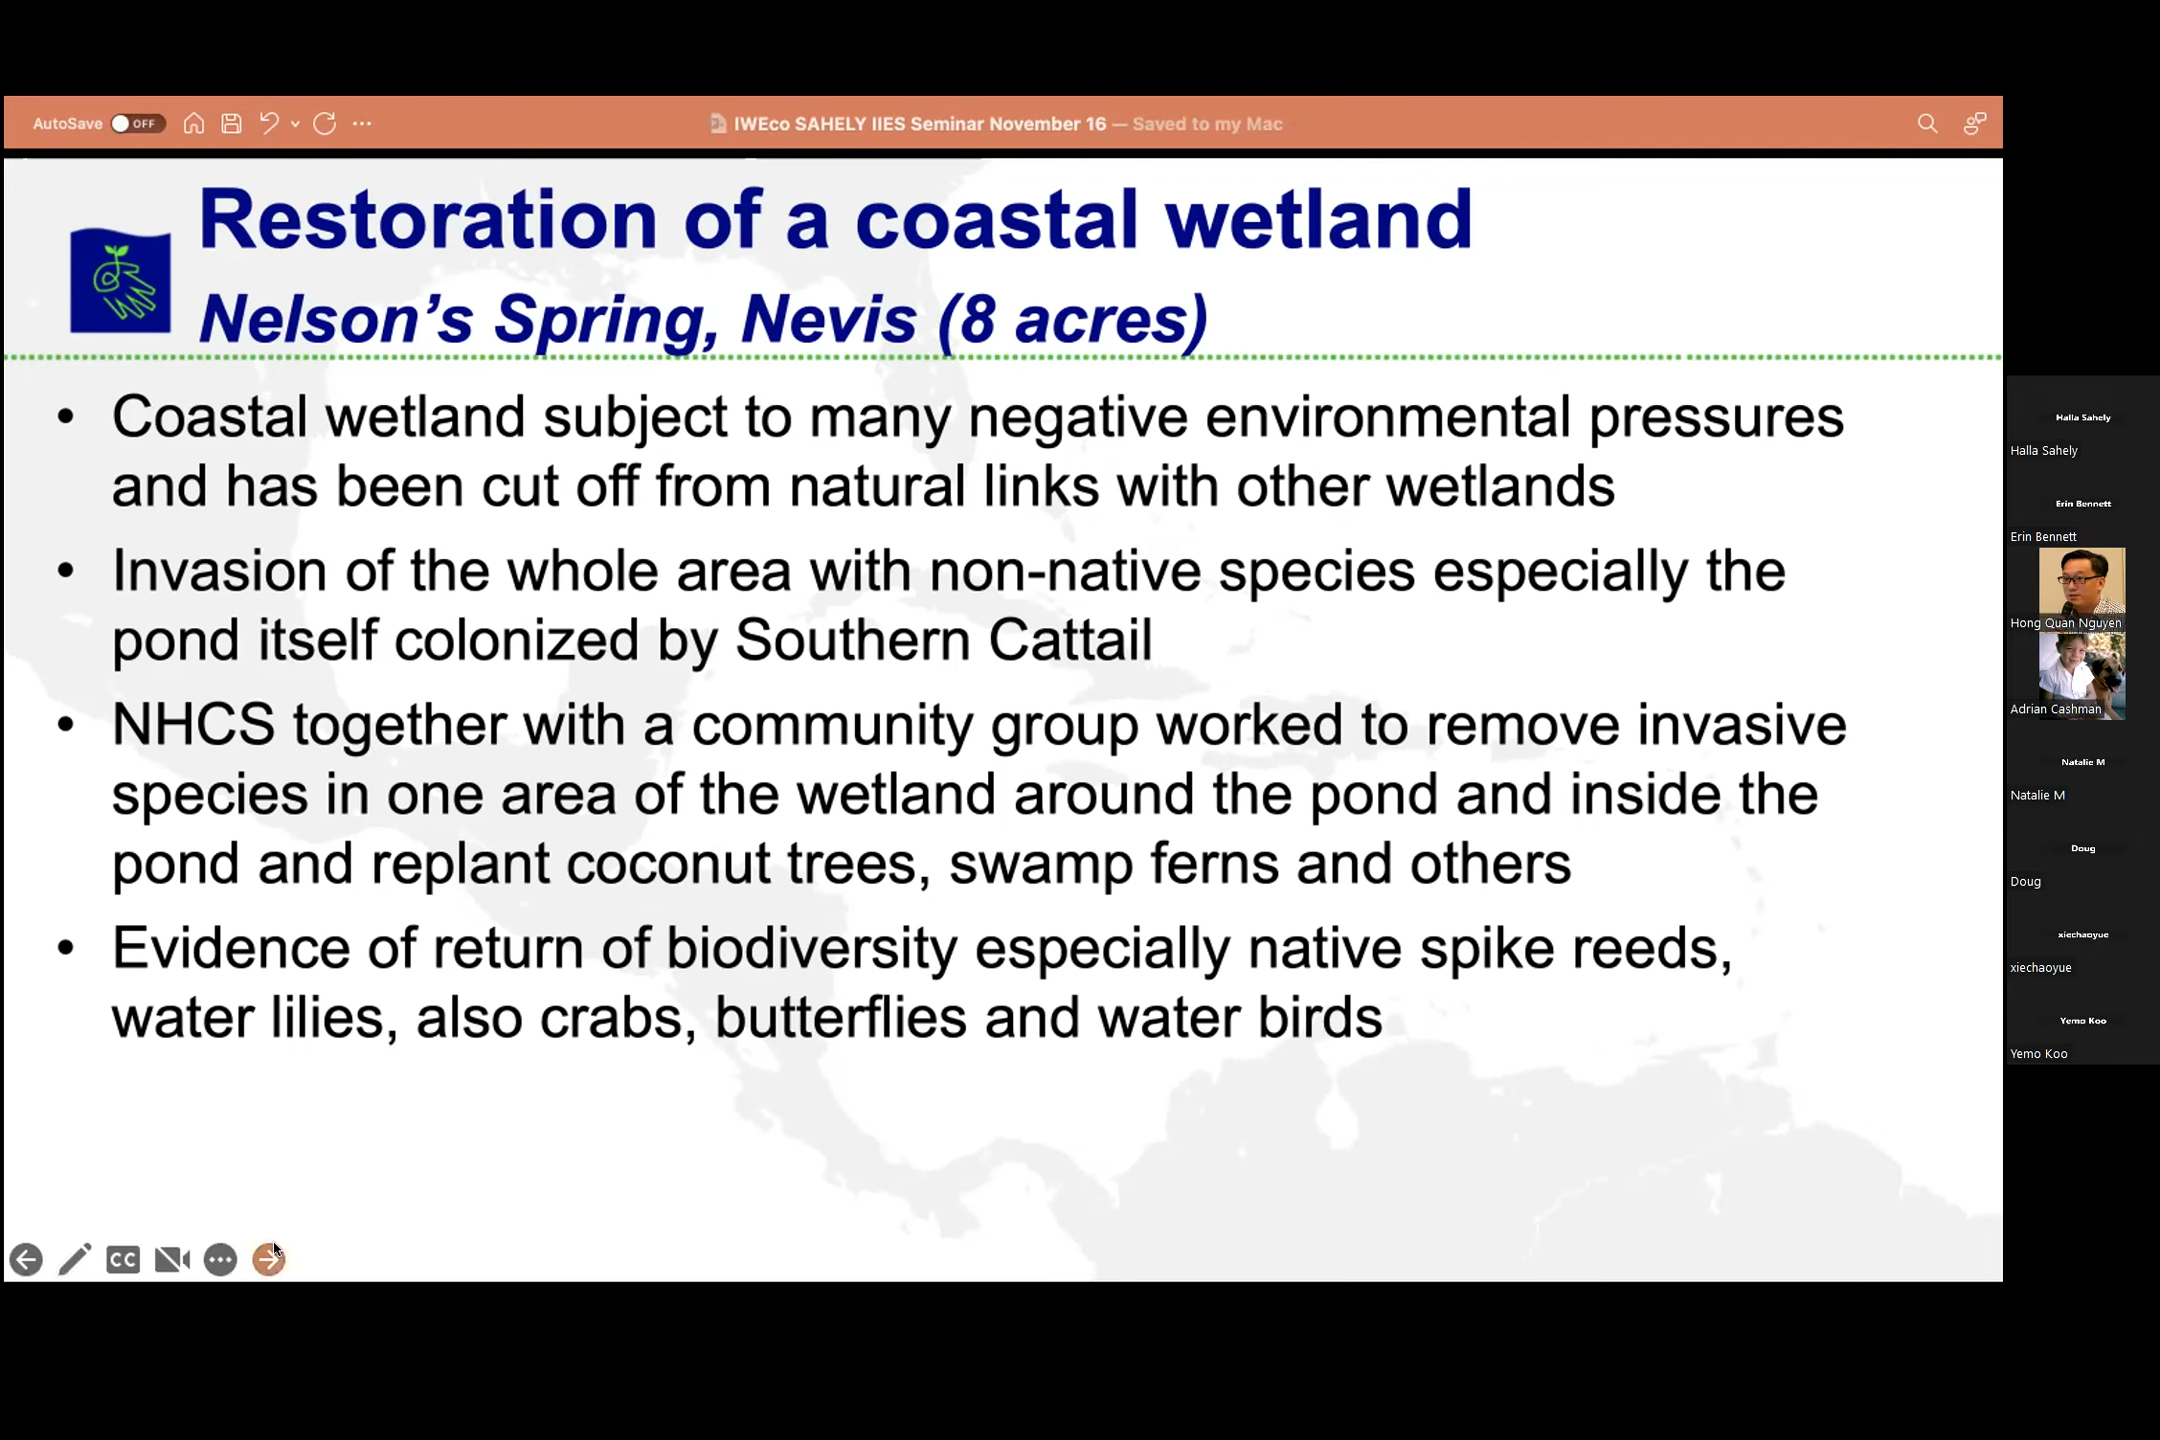 AutoSave OFF
IWEco SAHELY IIES Seminar November 16 — Saved to my Mac
Restoration of a coastal wetland
Nelson’s Spring, Nevis (8 acres)
• Coastal wetland subject to many negative environmental pressures
and has been cut off from natural links with other wetlands
• Invasion of the whole area with non-native species especially the
pond itself colonized by Southern Cattail
• NHCS together with a community group worked to remove invasive
species in one area of the wetland around the pond and inside the
pond and replant coconut trees, swamp ferns and others
• Evidence of return of biodiversity especially native spike reeds,
water lilies, also crabs, butterflies and water birds
CC
Halla Sahely
Halla Sahely
Erin Bennett
Erin Bennett
Hong Quan Nguyen
Adrian Cashman
Natalie M
Natalie M
Doug
Doug
xiechaoyue
xiechaoyue
Yemo Koo
Yemo Koo